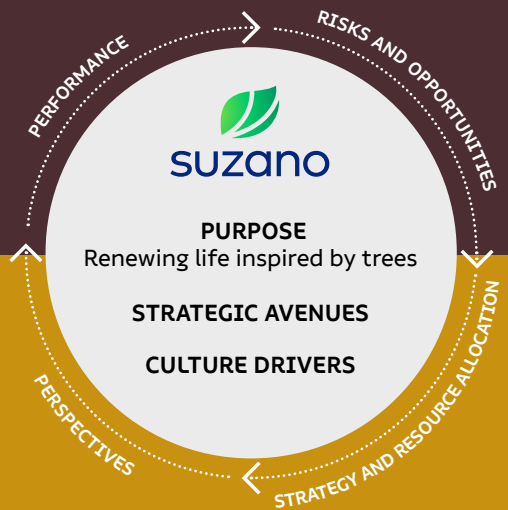 PERFORMANCE
RISKS AND OPPORTUNITIES
suzano
PURPOSE
Renewing life inspired by trees
STRATEGIC AVENUES
CULTURE DRIVERS
PERSPECTIVES
STRATEGY AND RESOURCE ALLOCATION